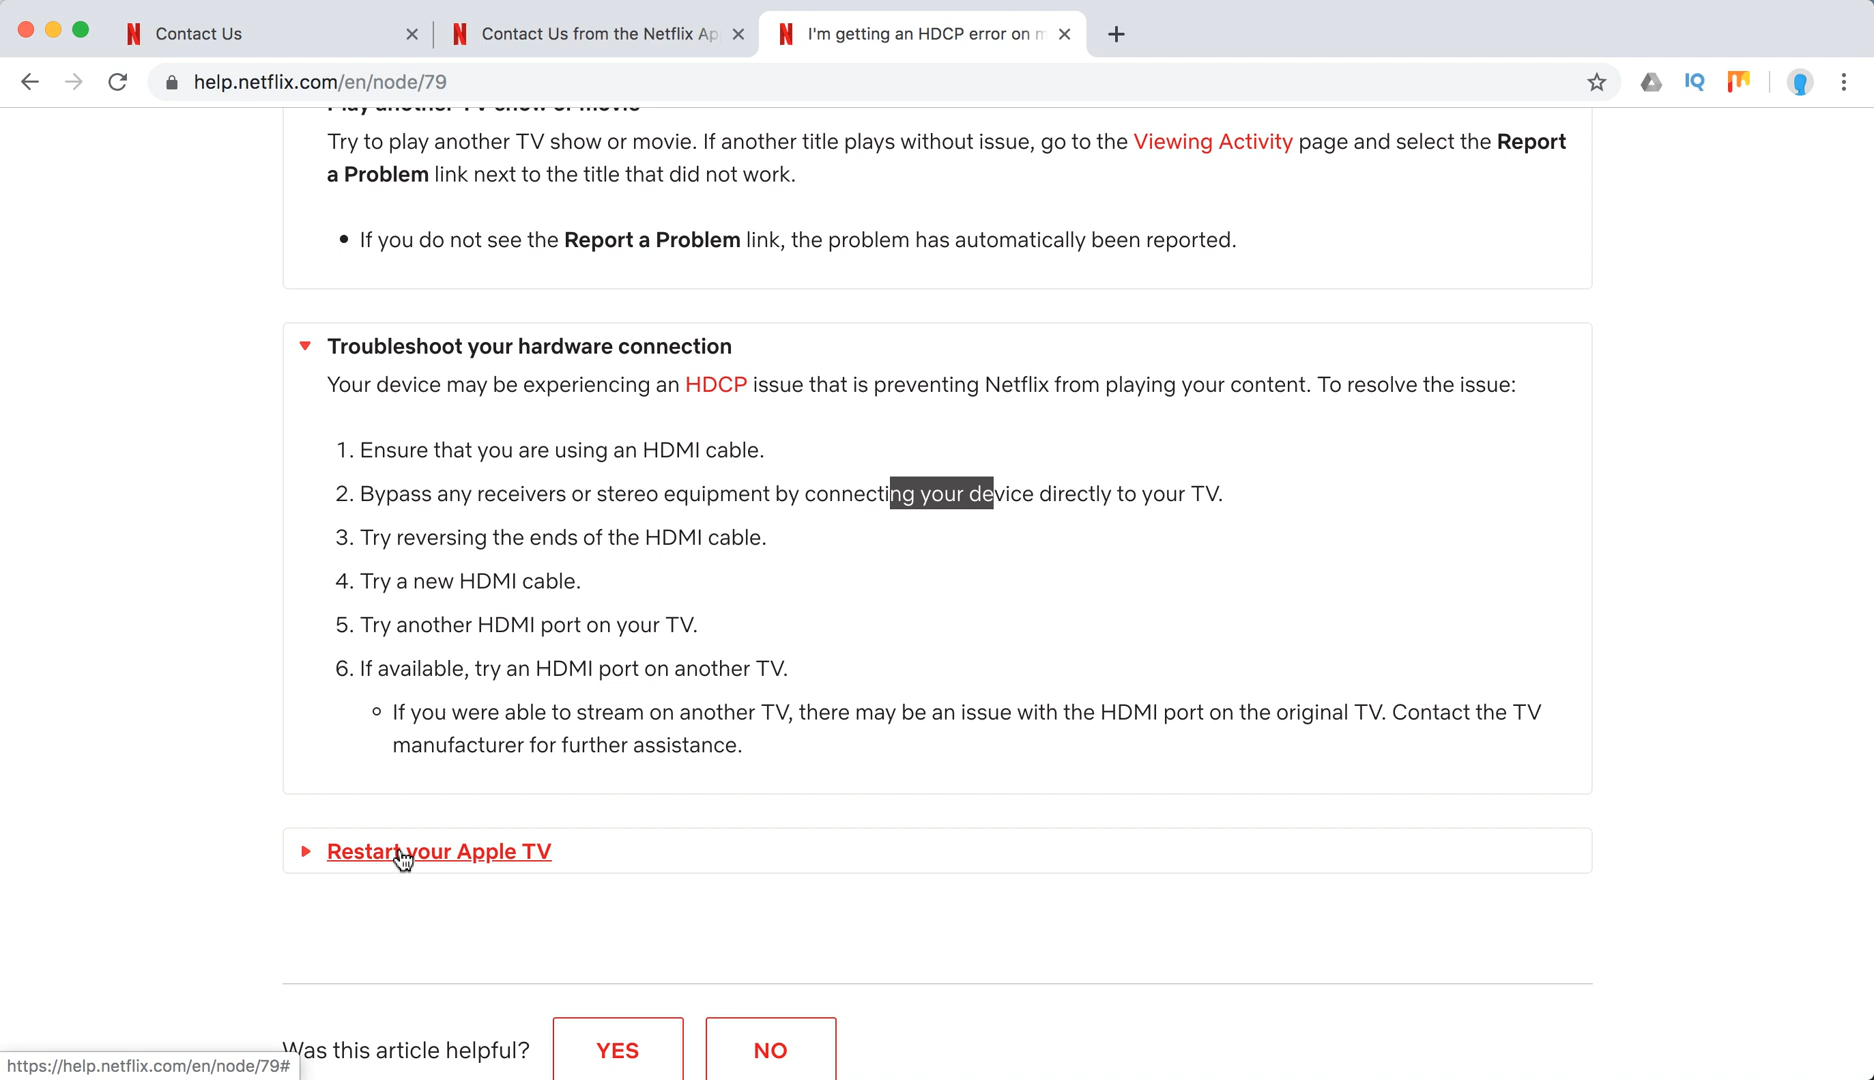 Contact Us
Contact Us from the Netflix Ap
I'm getting an HDCP error on m
help.netflix.com/en/node/79
IQ
Play another TV show or movie
Try to play another TV show or movie. If another title plays without issue, go to the Viewing Activity page and select the Report
a Problem link next to the title that did not work.
• If you do not see the Report a Problem link, the problem has automatically been reported.
Troubleshoot your hardware connection
Your device may be experiencing an HDCP issue that is preventing Netflix from playing your content. To resolve the issue:
1. Ensure that you are using an HDMI cable.
2. Bypass any receivers or stereo equipment by connecting your device directly to your TV.
3. Try reversing the ends of the HDMI cable.
4. Try a new HDMI cable.
5. Try another HDMI port on your TV.
6. If available, try an HDMI port on another TV.
If you were able to stream on another TV, there may be an issue with the HDMI port on the original TV. Contact the TV
manufacturer for further assistance.
Restart your Apple TV
Was this article helpful? YES NO
https://help.netflix.com/en/node/79#